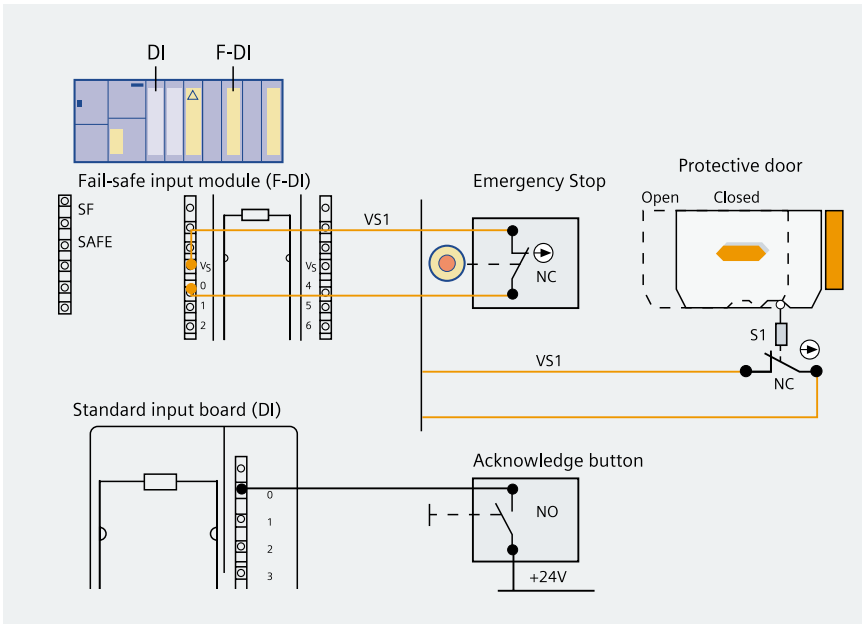 DI F-DI
Fail-safe input module (F-DI)
SF
SAFE
Vs
0
1
2
Vs
4
5
6
VS1
Emergency Stop
NC
Protective door
Open Closed
S1
NC
VS1
Standard input board (DI)
0
1
2
3
Acknowledge button
NO
+24V